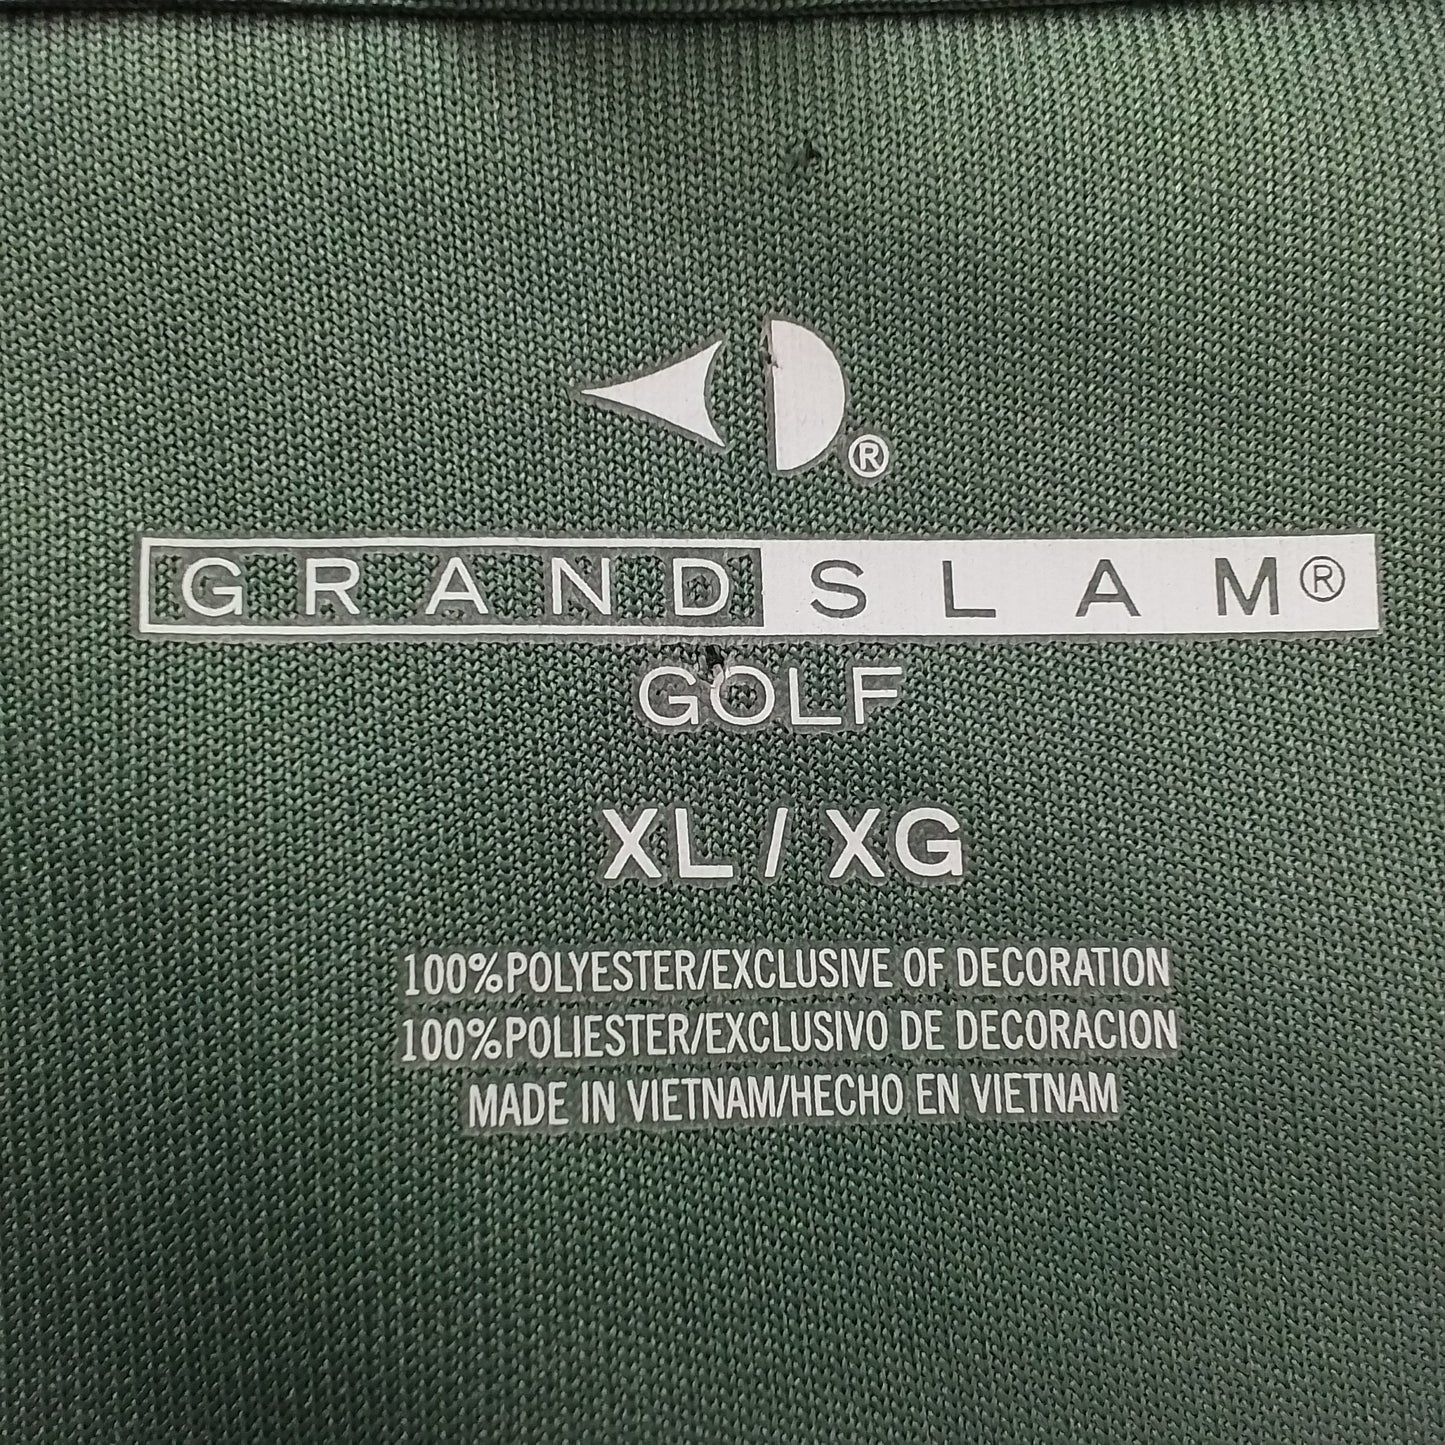 ®
GRANDSLAM®
GOLF
XL / XG
100%POLYESTER/EXCLUSIVE OF DECORATION
100%POLIESTER/EXCLUSIVO DE DECORACION
MADE IN VIETNAM/HECHO EN VIETNAM